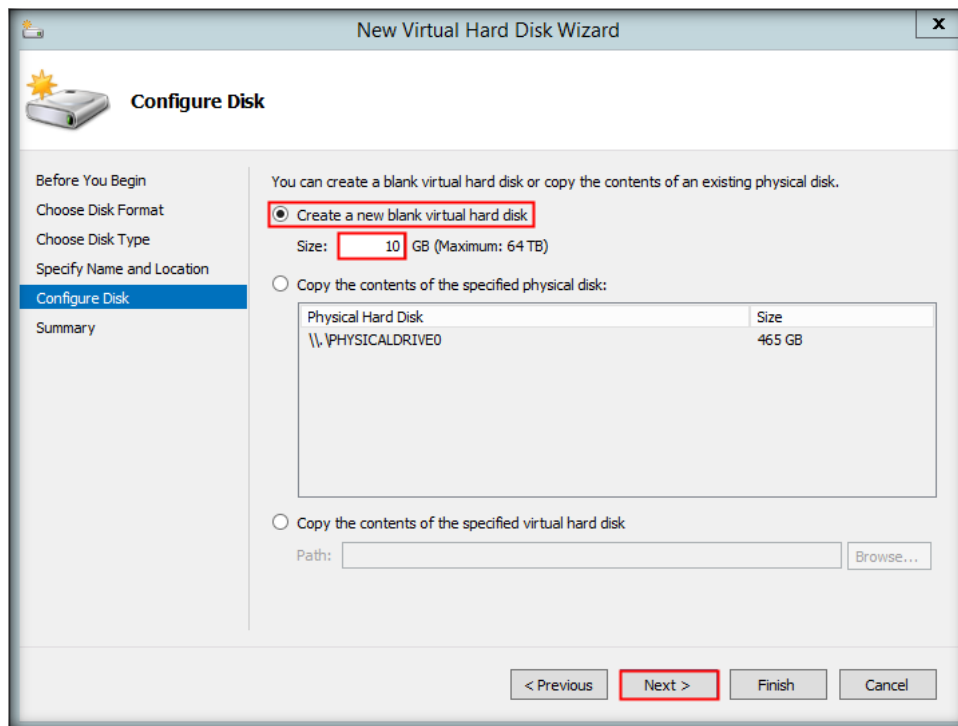 New Virtual Hard Disk Wizard
x
Configure Disk
Before You Begin
Choose Disk Format
Choose Disk Type
Specify Name and Location
Configure Disk
Summary
You can create a blank virtual hard disk or copy the contents of an existing physical disk.
Create a new blank virtual hard disk
Size: 10 GB (Maximum: 64 TB)
Copy the contents of the specified physical disk:
Physical Hard Disk Size
\\.\PHYSICALDRIVE0 465 GB
Copy the contents of the specified virtual hard disk
Path: Browse...
< Previous Next > Finish Cancel